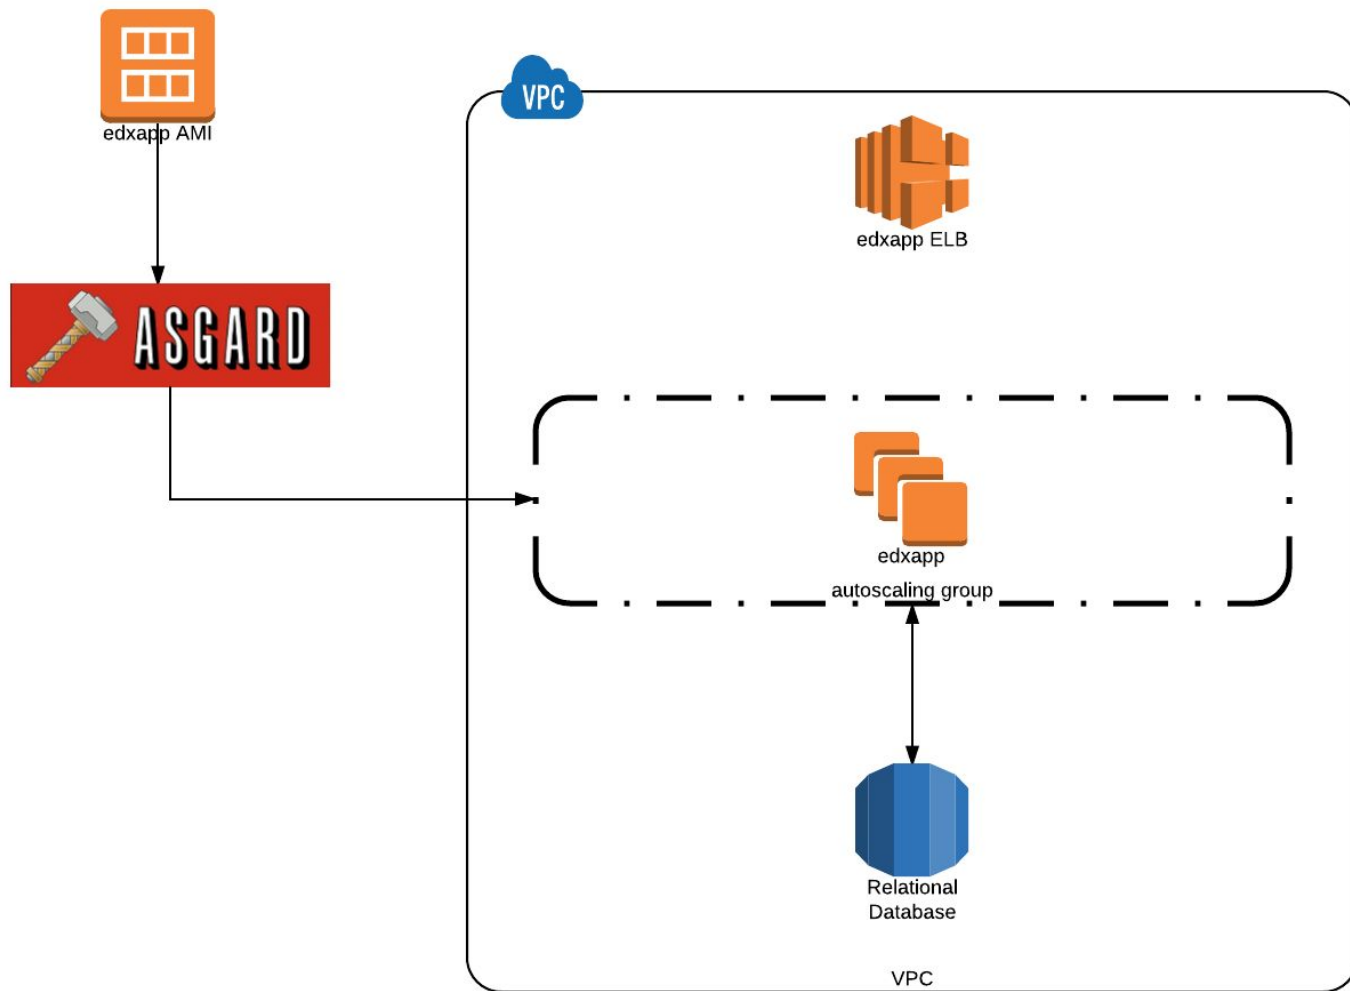 edxapp AMI
VPC
edxapp ELB
ASGARD
edxapp
autoscaling group
Relational
Database
VPC